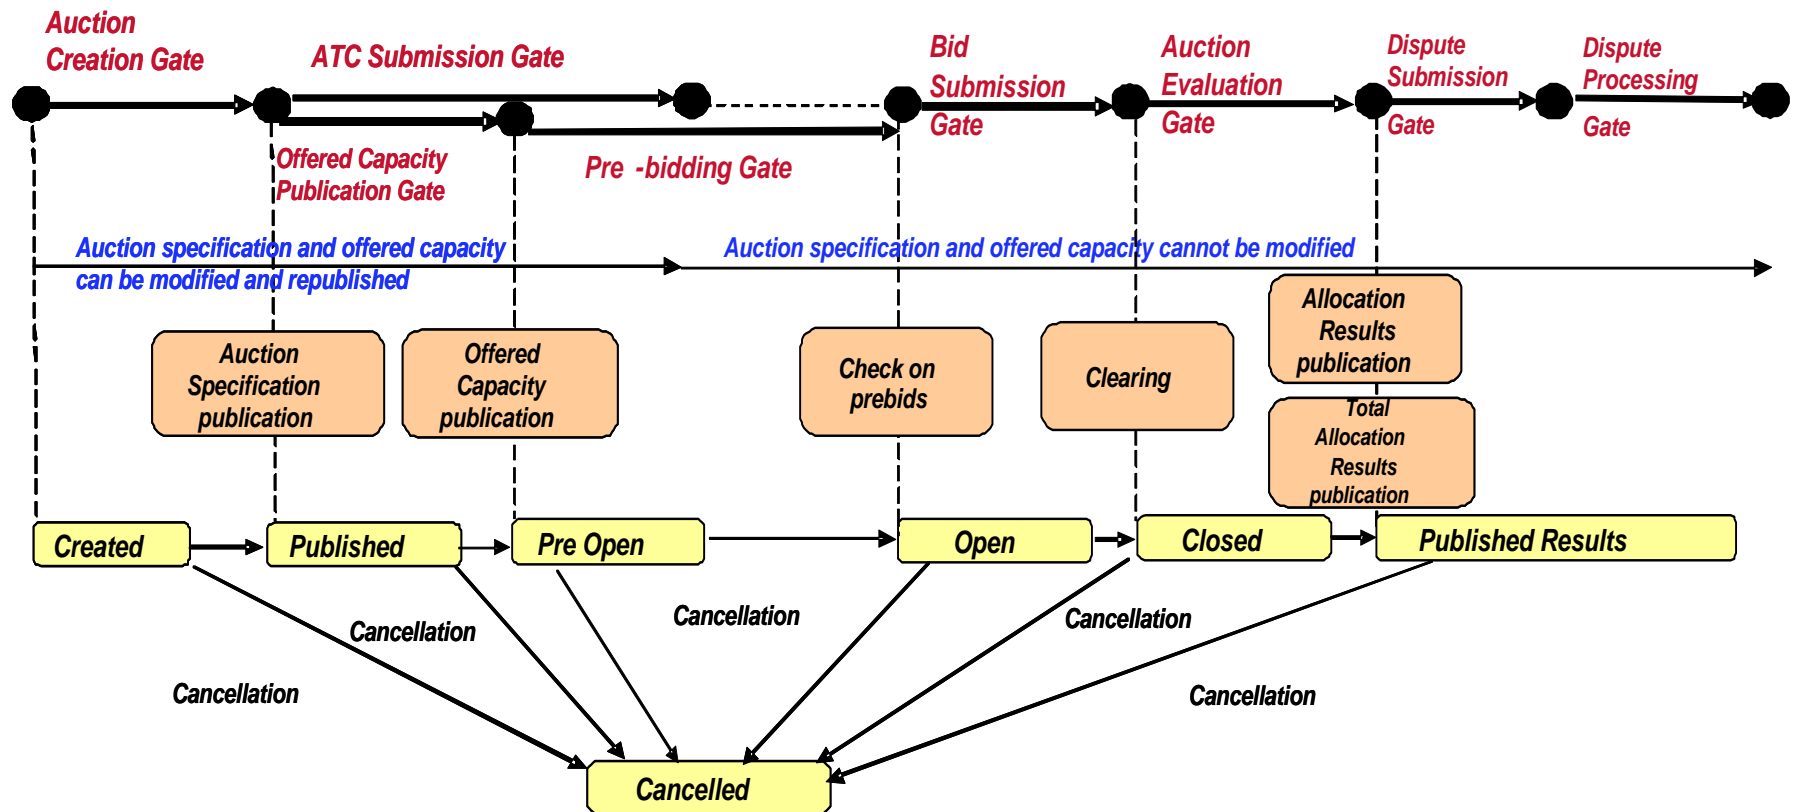 Auction
Creation Gate
ATC Submission Gate
Bid
Submission
Gate
Auction
Evaluation
Gate
Dispute
Submission
Gate
Dispute
Processing
Gate
Offered Capacity
Publication Gate
Pre -bidding Gate
Auction specification and offered capacity
can be modified and republished
Auction specification and offered capacity cannot be modified
Auction
Specification
publication
Offered
Capacity
publication
Check on
prebids
Clearing
Allocation
Results
publication
Total
Allocation
Results
publication
Created
Published
Pre Open
Open
Closed
Published Results
Cancellation
Cancellation
Cancellation
Cancellation
Cancellation
Cancelled